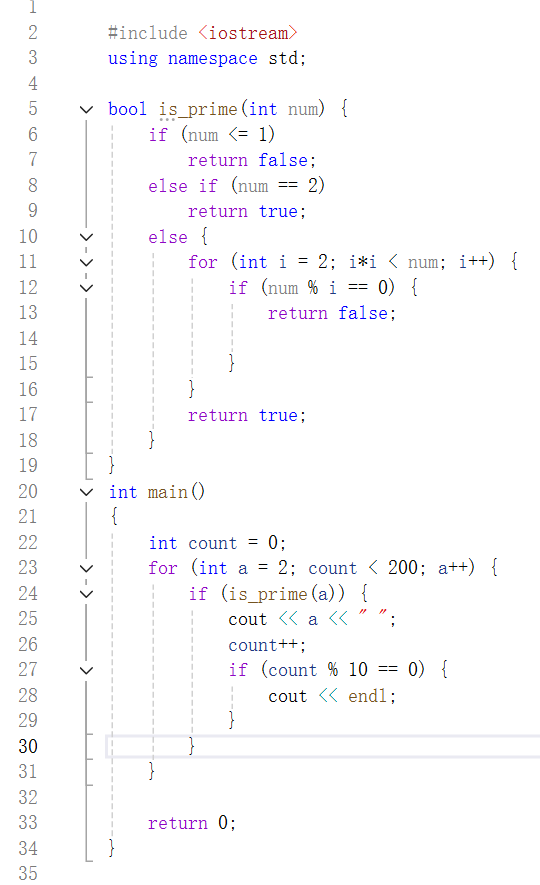 1
2 #include <iostream>
3 using namespace std;
4
5 bool is_prime(int num) {
6 if (num <= 1)
7 return false;
8 else if (num == 2)
9 return true;
10 else {
11 for (int i = 2; i*i < num; i++) {
12 if (num % i == 0) {
13 return false;
14
15 }
16 }
17 return true;
18 }
19 }
20 int main()
21 {
22 int count = 0;
23 for (int a = 2; count < 200; a++) {
24 if (is_prime(a)) {
25 cout << a << " ";
26 count++;
27 if (count % 10 == 0) {
28 cout << endl;
29 }
30 }
31 }
32
33 return 0;
34 }
35